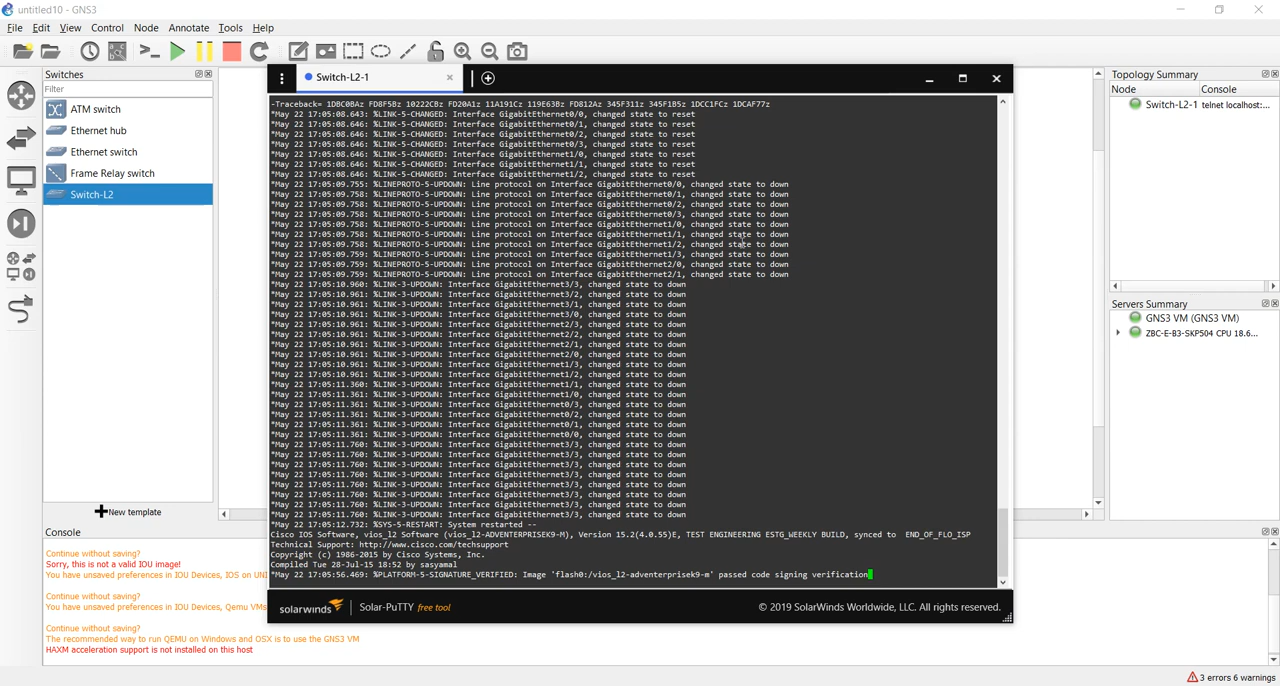 untitled10 - GNS3
File Edit View Control Node Annotate Tools Help
Switches
Filter
ATM switch
Ethernet hub
Ethernet switch
Frame Relay switch
Switch-L2
New template
Switch-L2-1
-Traceback= 1DBC0BAz FD8F5Bz 10222CBz FD20A1z 11A191Cz 119E63Bz FD812Az 345F311z 345F1B5z 1DCC1FCz 1DCAF77z
*May 22 17:05:08.643: %LINK-5-CHANGED: Interface GigabitEthernet0/0, changed state to reset
*May 22 17:05:08.646: %LINK-5-CHANGED: Interface GigabitEthernet0/1, changed state to reset
*May 22 17:05:08.646: %LINK-5-CHANGED: Interface GigabitEthernet0/2, changed state to reset
*May 22 17:05:08.646: %LINK-5-CHANGED: Interface GigabitEthernet0/3, changed state to reset
*May 22 17:05:08.646: %LINK-5-CHANGED: Interface GigabitEthernet1/0, changed state to reset
*May 22 17:05:08.646: %LINK-5-CHANGED: Interface GigabitEthernet1/1, changed state to reset
*May 22 17:05:08.646: %LINK-5-CHANGED: Interface GigabitEthernet1/2, changed state to reset
*May 22 17:05:09.755: %LINEPROTO-5-UPDOWN: Line protocol on Interface GigabitEthernet0/0, changed state to down
*May 22 17:05:09.758: %LINEPROTO-5-UPDOWN: Line protocol on Interface GigabitEthernet0/1, changed state to down
*May 22 17:05:09.758: %LINEPROTO-5-UPDOWN: Line protocol on Interface GigabitEthernet0/2, changed state to down
*May 22 17:05:09.758: %LINEPROTO-5-UPDOWN: Line protocol on Interface GigabitEthernet0/3, changed state to down
*May 22 17:05:09.758: %LINEPROTO-5-UPDOWN: Line protocol on Interface GigabitEthernet1/0, changed state to down
*May 22 17:05:09.758: %LINEPROTO-5-UPDOWN: Line protocol on Interface GigabitEthernet1/1, changed state to down
*May 22 17:05:09.758: %LINEPROTO-5-UPDOWN: Line protocol on Interface GigabitEthernet1/2, changed state to down
*May 22 17:05:09.759: %LINEPROTO-5-UPDOWN: Line protocol on Interface GigabitEthernet1/3, changed state to down
*May 22 17:05:09.759: %LINEPROTO-5-UPDOWN: Line protocol on Interface GigabitEthernet2/0, changed state to down
*May 22 17:05:09.759: %LINEPROTO-5-UPDOWN: Line protocol on Interface GigabitEthernet2/1, changed state to down
*May 22 17:05:10.960: %LINK-3-UPDOWN: Interface GigabitEthernet3/3, changed state to down
*May 22 17:05:10.961: %LINK-3-UPDOWN: Interface GigabitEthernet3/2, changed state to down
*May 22 17:05:10.961: %LINK-3-UPDOWN: Interface GigabitEthernet3/1, changed state to down
*May 22 17:05:10.961: %LINK-3-UPDOWN: Interface GigabitEthernet3/0, changed state to down
*May 22 17:05:10.961: %LINK-3-UPDOWN: Interface GigabitEthernet2/3, changed state to down
*May 22 17:05:10.961: %LINK-3-UPDOWN: Interface GigabitEthernet2/2, changed state to down
*May 22 17:05:10.961: %LINK-3-UPDOWN: Interface GigabitEthernet2/1, changed state to down
*May 22 17:05:10.961: %LINK-3-UPDOWN: Interface GigabitEthernet2/0, changed state to down
*May 22 17:05:10.961: %LINK-3-UPDOWN: Interface GigabitEthernet1/3, changed state to down
*May 22 17:05:10.961: %LINK-3-UPDOWN: Interface GigabitEthernet1/2, changed state to down
*May 22 17:05:11.360: %LINK-3-UPDOWN: Interface GigabitEthernet1/1, changed state to down
*May 22 17:05:11.361: %LINK-3-UPDOWN: Interface GigabitEthernet1/0, changed state to down
*May 22 17:05:11.361: %LINK-3-UPDOWN: Interface GigabitEthernet0/3, changed state to down
*May 22 17:05:11.361: %LINK-3-UPDOWN: Interface GigabitEthernet0/2, changed state to down
*May 22 17:05:11.361: %LINK-3-UPDOWN: Interface GigabitEthernet0/1, changed state to down
*May 22 17:05:11.361: %LINK-3-UPDOWN: Interface GigabitEthernet0/0, changed state to down
*May 22 17:05:11.760: %LINK-3-UPDOWN: Interface GigabitEthernet3/3, changed state to down
*May 22 17:05:11.760: %LINK-3-UPDOWN: Interface GigabitEthernet3/3, changed state to down
*May 22 17:05:11.760: %LINK-3-UPDOWN: Interface GigabitEthernet3/3, changed state to down
*May 22 17:05:11.760: %LINK-3-UPDOWN: Interface GigabitEthernet3/3, changed state to down
*May 22 17:05:11.760: %LINK-3-UPDOWN: Interface GigabitEthernet3/3, changed state to down
*May 22 17:05:11.760: %LINK-3-UPDOWN: Interface GigabitEthernet3/3, changed state to down
*May 22 17:05:11.760: %LINK-3-UPDOWN: Interface GigabitEthernet3/3, changed state to down
*May 22 17:05:12.732: %SYS-5-RESTART: System restarted --
Cisco IOS Software, vios_l2 Software (vios_l2-ADVENTERPRISEK9-M), Version 15.2(4.0.55)E, TEST ENGINEERING ESTG_WEEKLY BUILD, synced to  END_OF_FLO_ISP
Technical Support: http://www.cisco.com/techsupport
Copyright (c) 1986-2015 by Cisco Systems, Inc.
Compiled Tue 28-Jul-15 18:52 by sasyamal
*May 22 17:05:56.469: %PLATFORM-5-SIGNATURE_VERIFIED: Image 'flash0:/vios_l2-adventerprisek9-m' passed code signing verification
solarwinds Solar-PuTTY free tool © 2019 SolarWinds Worldwide, LLC. All rights reserved.
Topology Summary
Node Console
Switch-L2-1 telnet localhost:...
Servers Summary
GNS3 VM (GNS3 VM)
ZBC-E-B3-SKP504 CPU 18.6...
Console
Continue without saving?
Sorry, this is not a valid IOU image!
You have unsaved preferences in IOU Devices, IOS on UNI
Continue without saving?
You have unsaved preferences in IOU Devices, Qemu VMs
Continue without saving?
The recommended way to run QEMU on Windows and OSX is to use the GNS3 VM
HAXM acceleration support is not installed on this host
3 errors 6 warnings